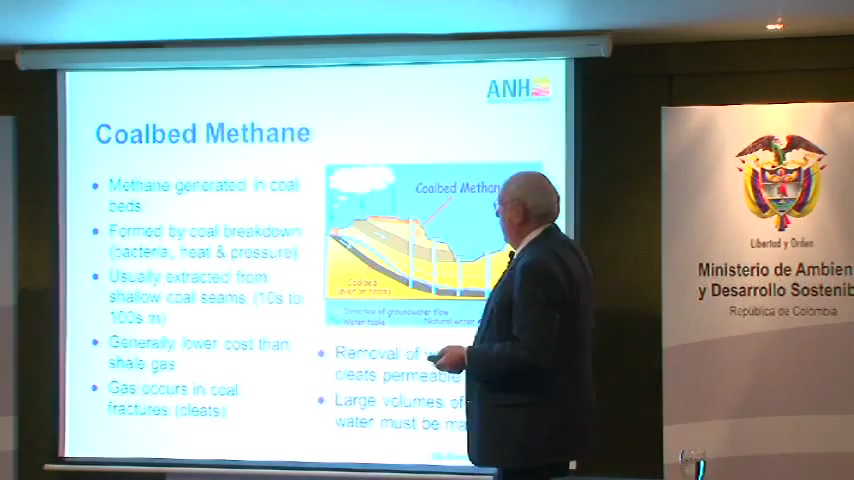 ANH
Coalbed Methane
• Methane generated in coal
beds
• Formed by coal breakdown
(bacteria, heat & pressure)
• Usually extracted from
shallow coal seams (10s to
100s m)
• Generally lower cost than
shale gas
• Gas occurs in coal
fractures (cleats)
Coalbed Methan
Direction of groundwater flow
Water table
Natural water
• Removal of
cleats permeable
• Large volumes of
water must be ma
Libertad y Orden
Ministerio de Ambien
y Desarrollo Sostenib
República de Colombia